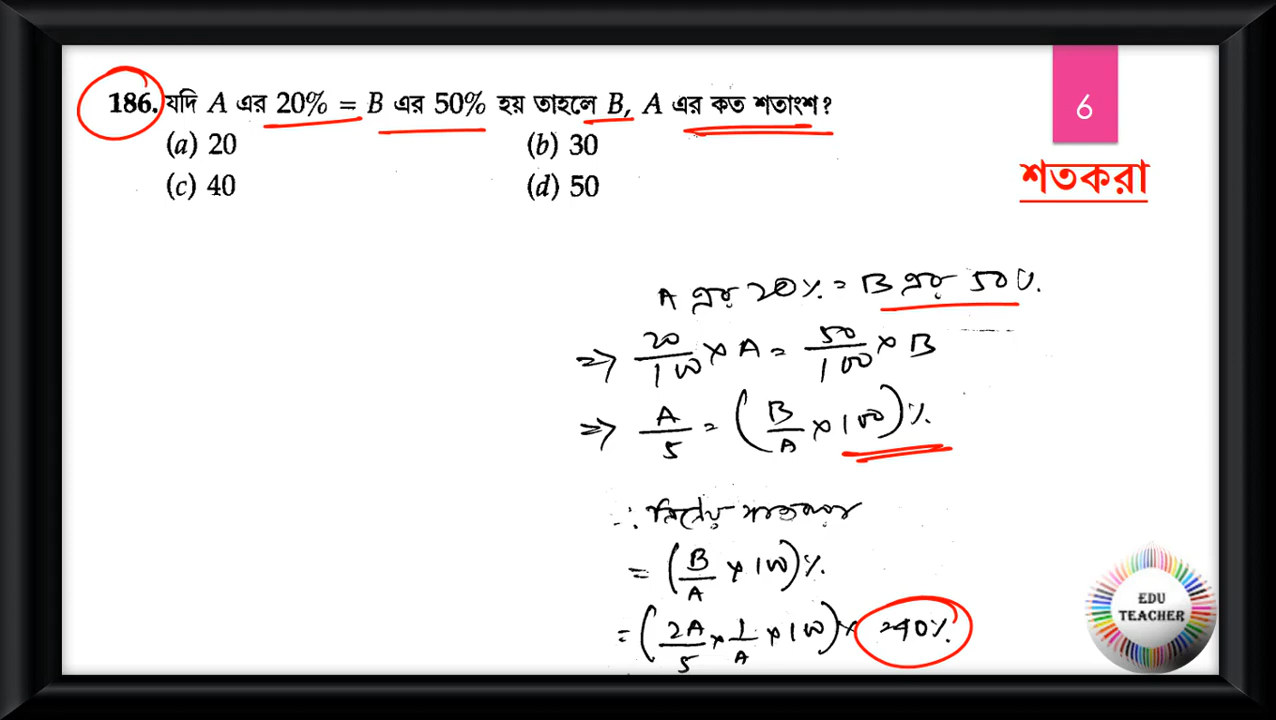 186. যদি A এর 20% = B এর 50% হয় তাহলে B, A এর কত শতাংশ?
(a) 20 (b) 30
(c) 40 (d) 50
6
শতকরা
A এর 20% = B এর 50%.
⇒ 20/100 × A = 50/100 × B
⇒ A/5 = (B/A × 100)%.
∴ নির্ণেয় শতকরা
= (B/A × 100)%.
= (2A/5 × 1/A × 100)% = 40%.
EDU
TEACHER